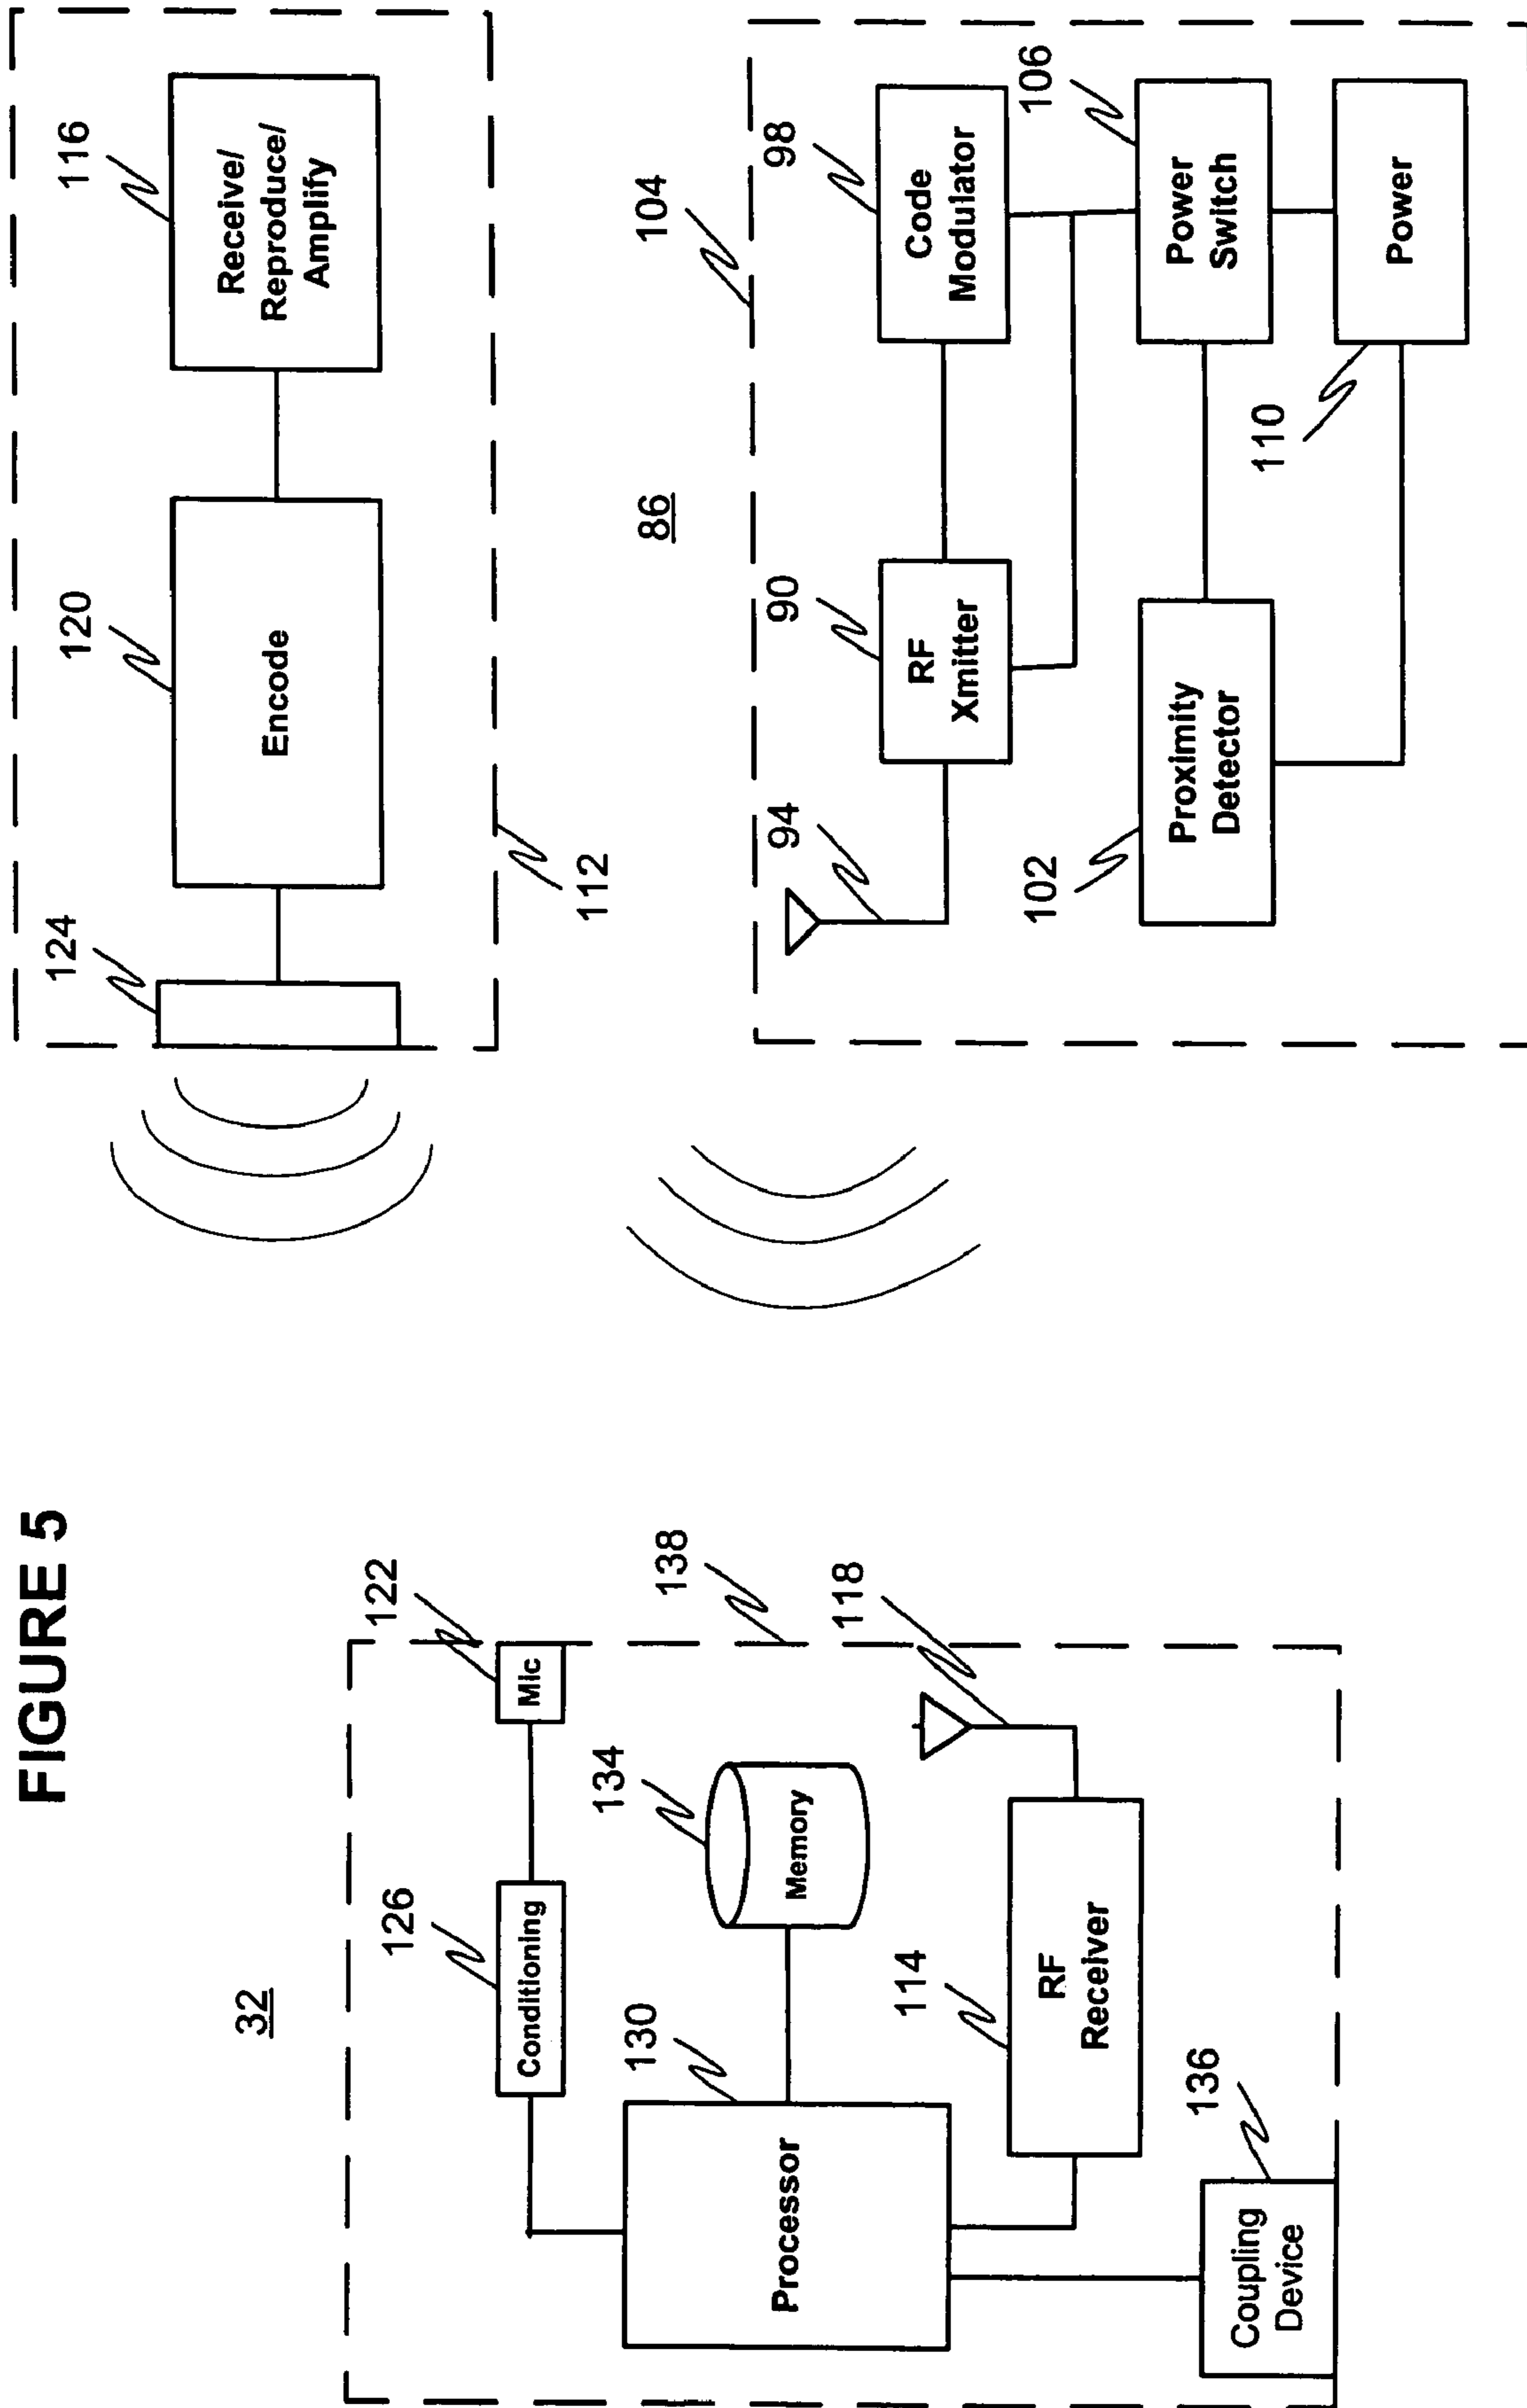 FIGURE 5
32
122
Mic
126
Conditioning
138
134
Memory
130
Processor
118
114
RF
Receiver
136
Coupling
Device
124
120
Encode
116
Receive/
Reproduce/
Amplify
112
86
104
94
90
RF
Xmitter
98
Code
Modulator
102
Proximity
Detector
106
Power
Switch
110
Power